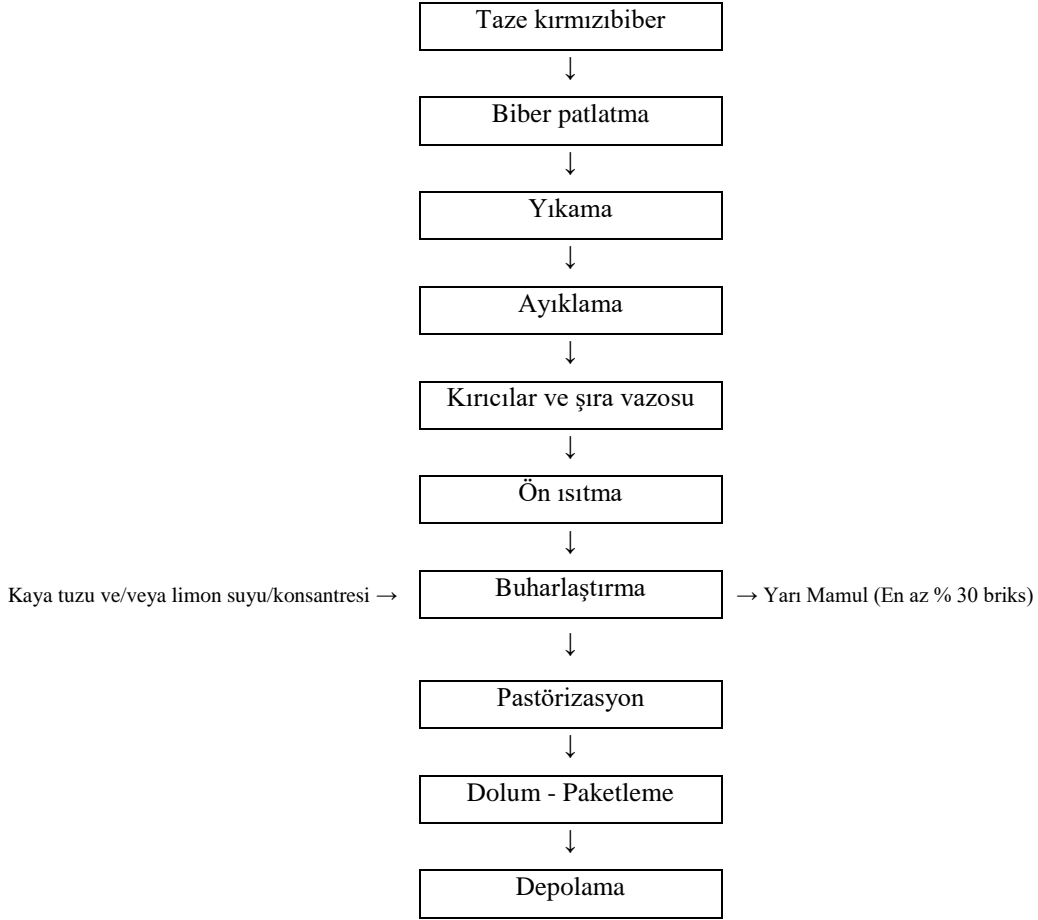 Taze kırmızıbiber
↓
Biber patlatma
↓
Yıkama
↓
Ayıklama
↓
Kırıcılar ve şıra vazosu
↓
Ön ısıtma
↓
Kaya tuzu ve/veya limon suyu/konsantresi → Buharlaştırma → Yarı Mamul (En az % 30 briks)
↓
Pastörizasyon
↓
Dolum - Paketleme
↓
Depolama